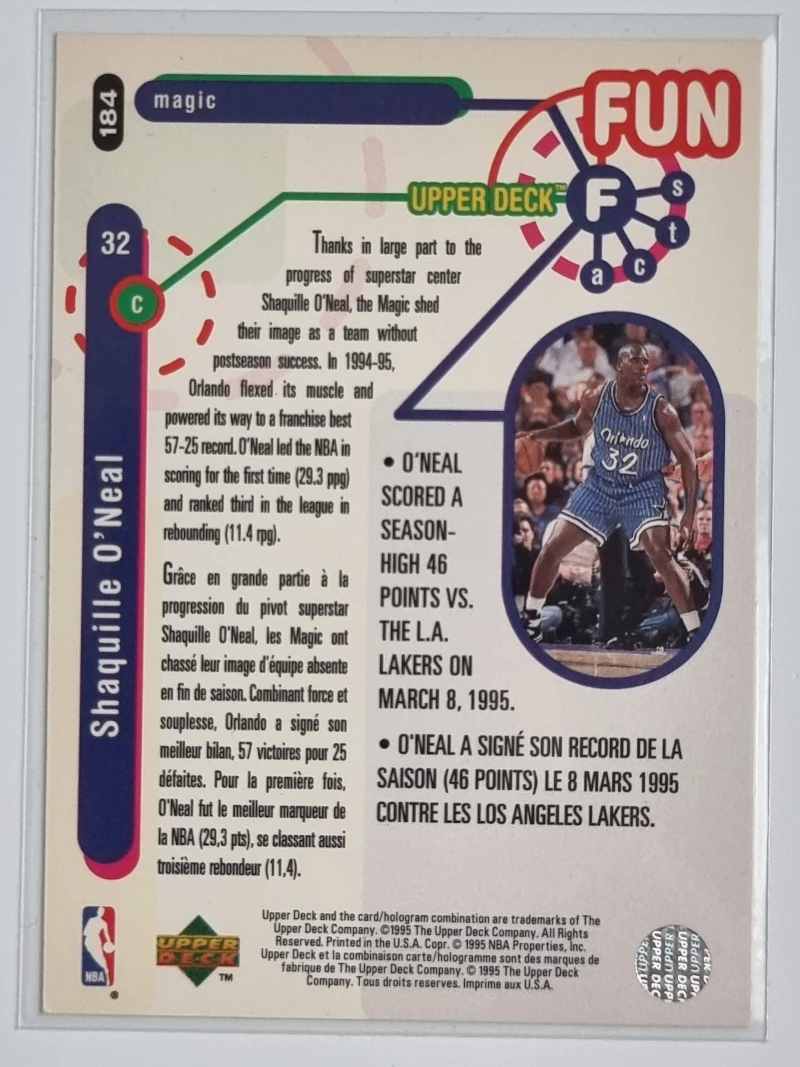 184
magic
FUN
UPPER DECK™
F
s
t
c
a
32
C
Shaquille O'Neal
Thanks in large part to the
progress of superstar center
Shaquille O'Neal, the Magic shed
their image as a team without
postseason success. In 1994-95,
Orlando flexed its muscle and
powered its way to a franchise best
57-25 record. O'Neal led the NBA in
scoring for the first time (29.3 ppg)
and ranked third in the league in
rebounding (11.4 rpg).
Grâce en grande partie à la
progression du pivot superstar
Shaquille O'Neal, les Magic ont
chassé leur image d'équipe absente
en fin de saison. Combinant force et
souplesse, Orlando a signé son
meilleur bilan, 57 victoires pour 25
défaites. Pour la première fois,
O'Neal fut le meilleur marqueur de
la NBA (29,3 pts), se classant aussi
troisième rebondeur (11,4).
Orlando
32
• O'NEAL
SCORED A
SEASON-
HIGH 46
POINTS VS.
THE L.A.
LAKERS ON
MARCH 8, 1995.
• O'NEAL A SIGNÉ SON RECORD DE LA
SAISON (46 POINTS) LE 8 MARS 1995
CONTRE LES LOS ANGELES LAKERS.
NBA
®
UPPER
DECK
™
Upper Deck and the card/hologram combination are trademarks of The
Upper Deck Company. ©1995 The Upper Deck Company. All Rights
Reserved. Printed in the U.S.A. Copr. © 1995 NBA Properties, Inc.
Upper Deck et la combinaison carte/hologramme sont des marques de
fabrique de The Upper Deck Company. © 1995 The Upper Deck
Company. Tous droits reserves. Imprime aux U.S.A.
UPPER DEC
UPPER DEC